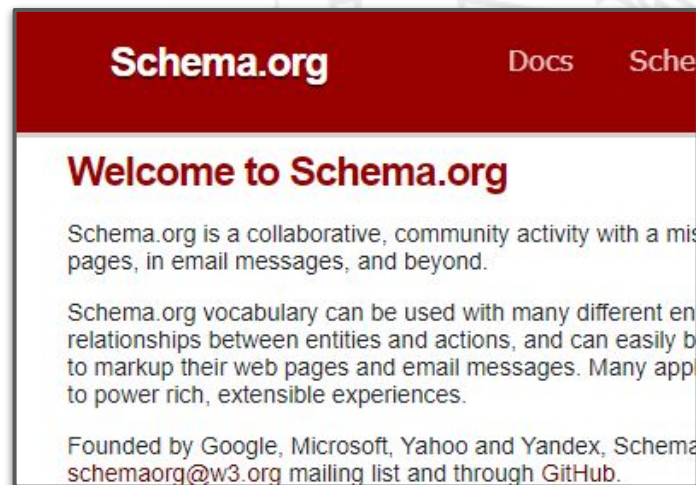 Schema.org Docs Sche
Welcome to Schema.org
Schema.org is a collaborative, community activity with a mis
pages, in email messages, and beyond.
Schema.org vocabulary can be used with many different en
relationships between entities and actions, and can easily b
to markup their web pages and email messages. Many appl
to power rich, extensible experiences.
Founded by Google, Microsoft, Yahoo and Yandex, Schema
schemaorg@w3.org mailing list and through GitHub.